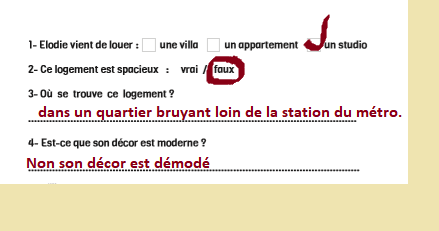 1- Elodie vient de louer : une villa un appartement un studio
2- Ce logement est spacieux : vrai / faux
3- Où se trouve ce logement ?
dans un quartier bruyant loin de la station du métro.
4- Est-ce que son décor est moderne ?
Non son décor est démodé